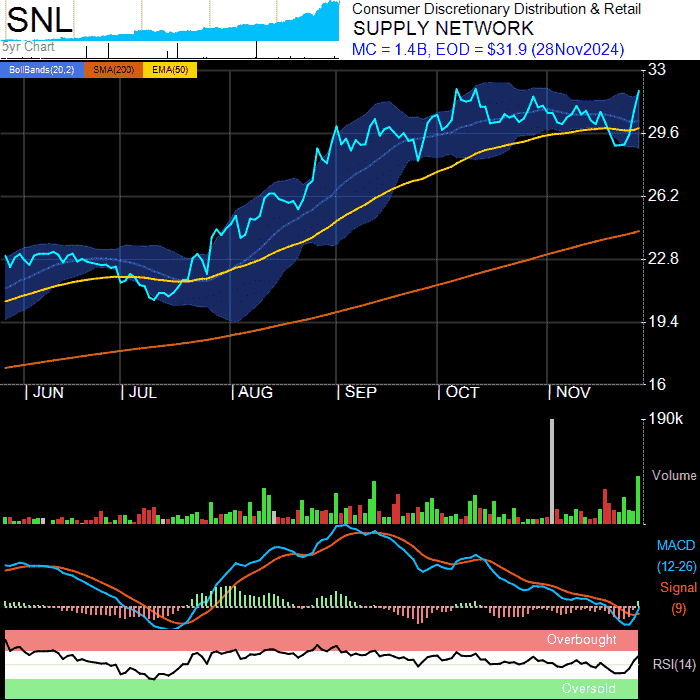 SNL
5yr Chart
Consumer Discretionary Distribution & Retail
SUPPLY NETWORK
MC = 1.4B, EOD = $31.9 (28Nov2024)
BollBands(20,2) SMA(200) EMA(50)
33
29.6
26.2
22.8
19.4
16
JUN JUL AUG SEP OCT NOV
190k
Volume
MACD
(12-26)
Signal
(9)
Overbought
RSI(14)
Oversold